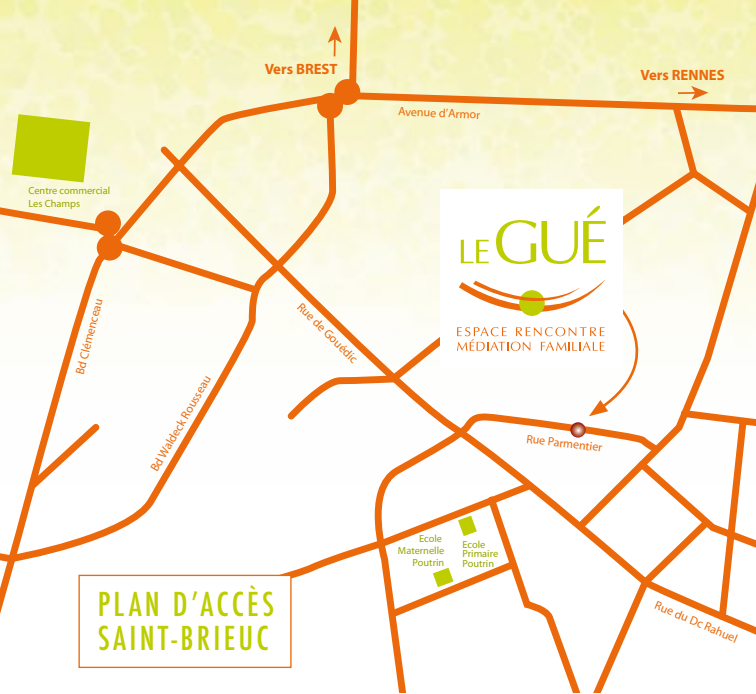 Vers BREST
Vers RENNES
Avenue d'Armor
Centre commercial
Les Champs
LE GUÉ
ESPACE RENCONTRE
MÉDIATION FAMILIALE
Bd Clémenceau
Rue de Gouédic
Bd Waldeck Rousseau
Rue Parmentier
Ecole
Maternelle
Poutrin
Ecole
Primaire
Poutrin
PLAN D'ACCÈS
SAINT-BRIEUC
Rue du Dc Rahuel